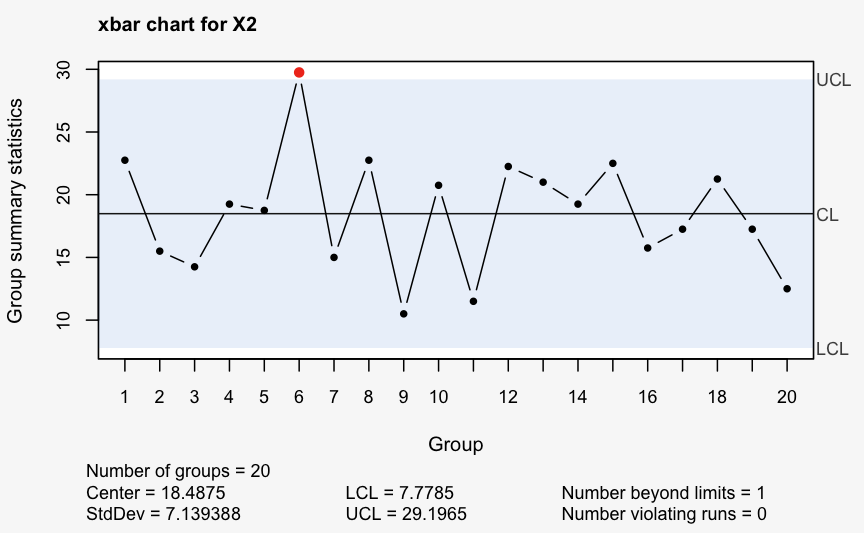 xbar chart for X2
Group summary statistics
30
25
20
15
10
UCL
CL
LCL
1 2 3 4 5 6 7 8 9 10 12 14 16 18 20
Group
Number of groups = 20
Center = 18.4875 LCL = 7.7785 Number beyond limits = 1
StdDev = 7.139388 UCL = 29.1965 Number violating runs = 0